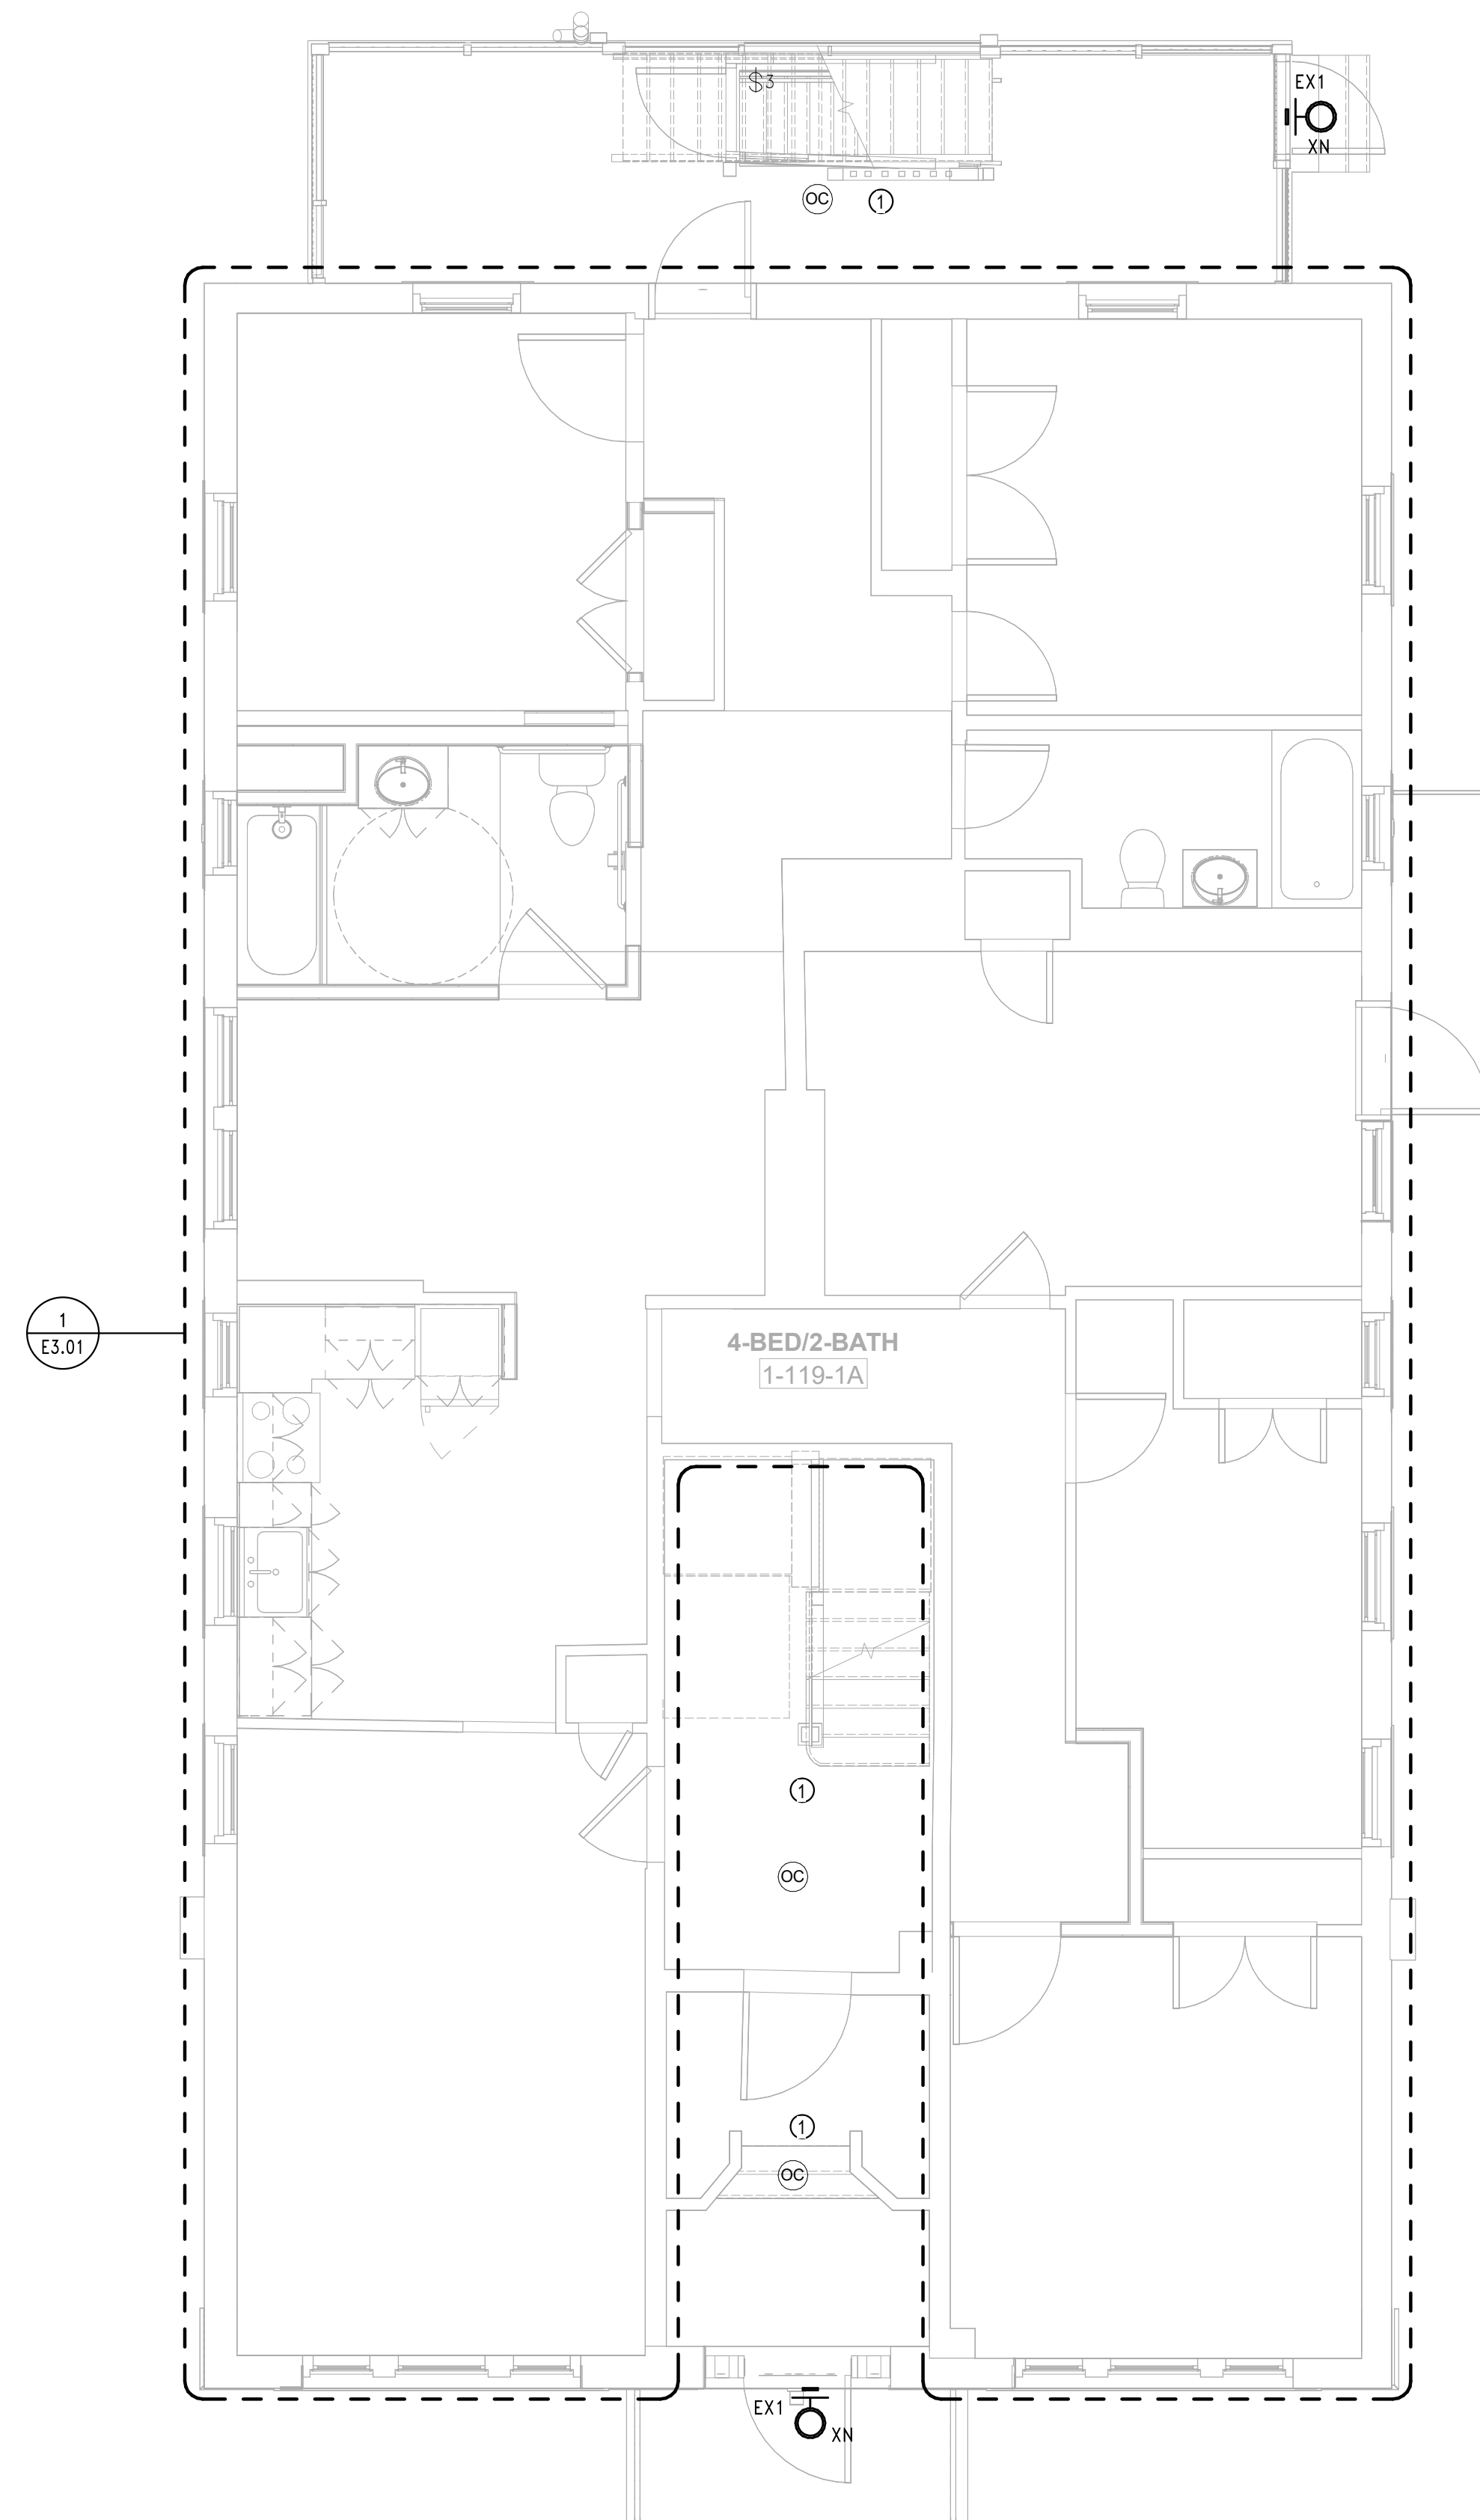 $3
EX1
XN
OC
1
1
E3.01
4-BED/2-BATH
1-119-1A
1
OC
1
OC
EX1
XN